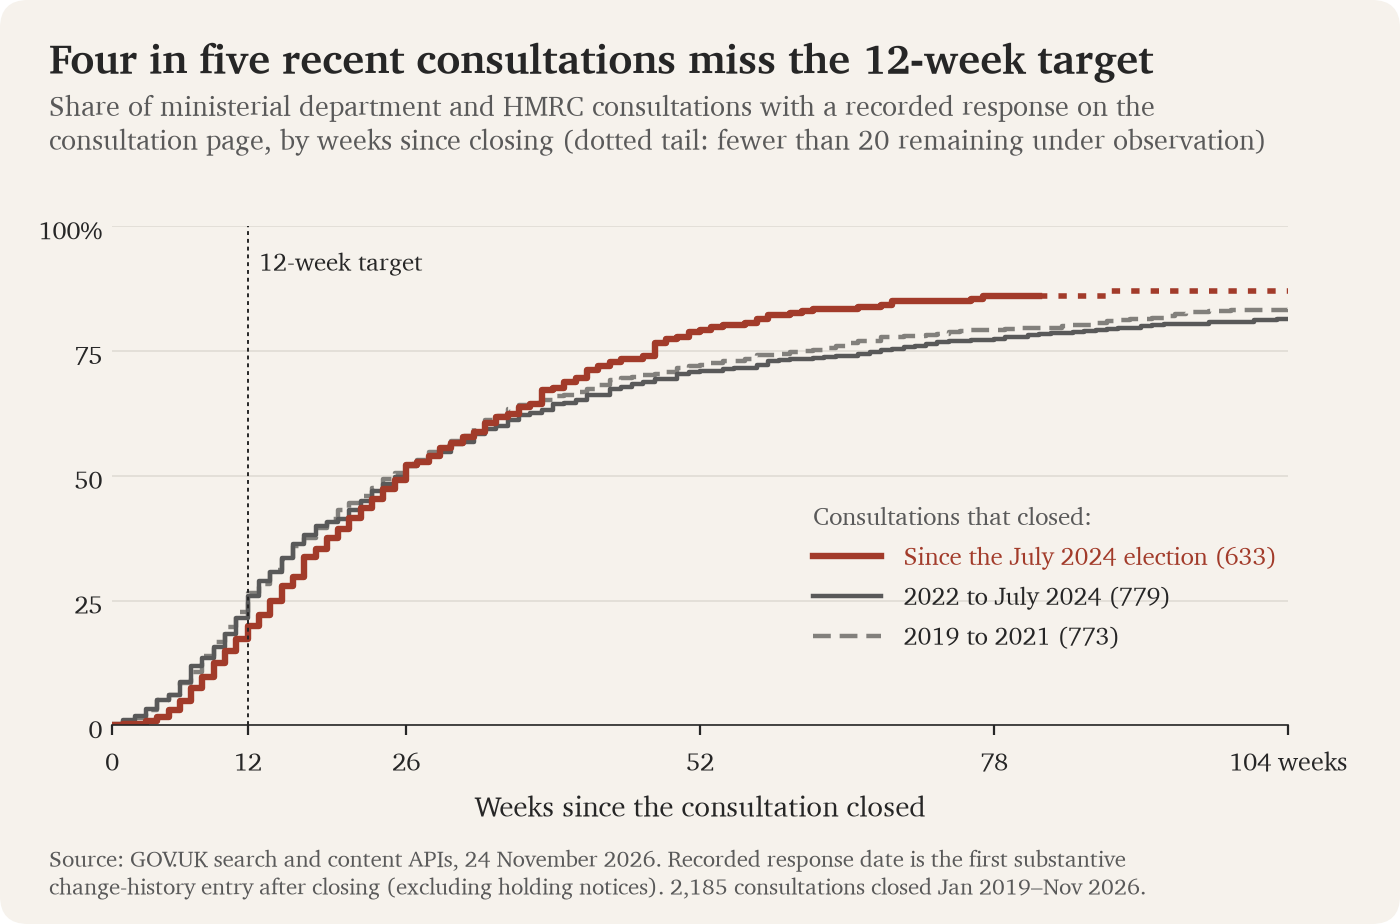 Four in five recent consultations miss the 12-week target
Share of ministerial department and HMRC consultations with a recorded response on the
consultation page, by weeks since closing (dotted tail: fewer than 20 remaining under observation)
100%
12-week target
75
50
Consultations that closed:
Since the July 2024 election (633)
25
2022 to July 2024 (779)
2019 to 2021 (773)
0
0 12 26 52 78 104 weeks
Weeks since the consultation closed
Source: GOV.UK search and content APIs, 24 November 2026. Recorded response date is the first substantive
change-history entry after closing (excluding holding notices). 2,185 consultations closed Jan 2019–Nov 2026.